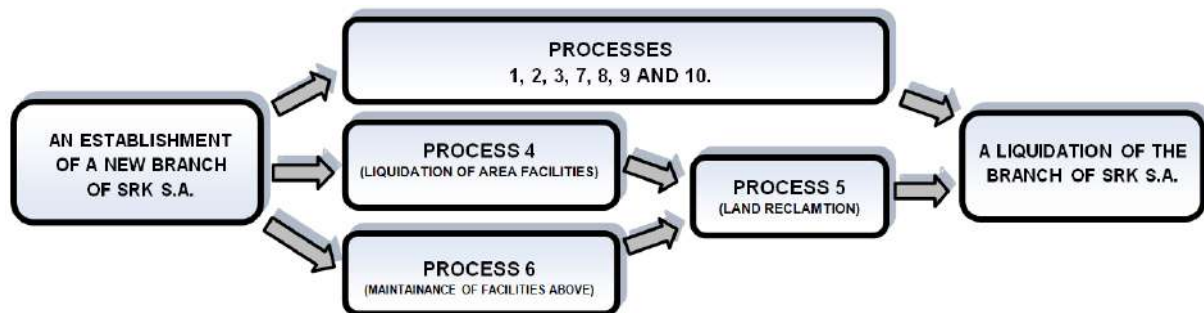 PROCESSES
1, 2, 3, 7, 8, 9 AND 10.
AN ESTABLISHMENT
OF A NEW BRANCH
OF SRK S.A.
PROCESS 4
(LIQUIDATION OF AREA FACILITIES)
PROCESS 6
(MAINTAINANCE OF FACILITIES ABOVE)
PROCESS 5
(LAND RECLAMTION)
A LIQUIDATION OF THE
BRANCH OF SRK S.A.